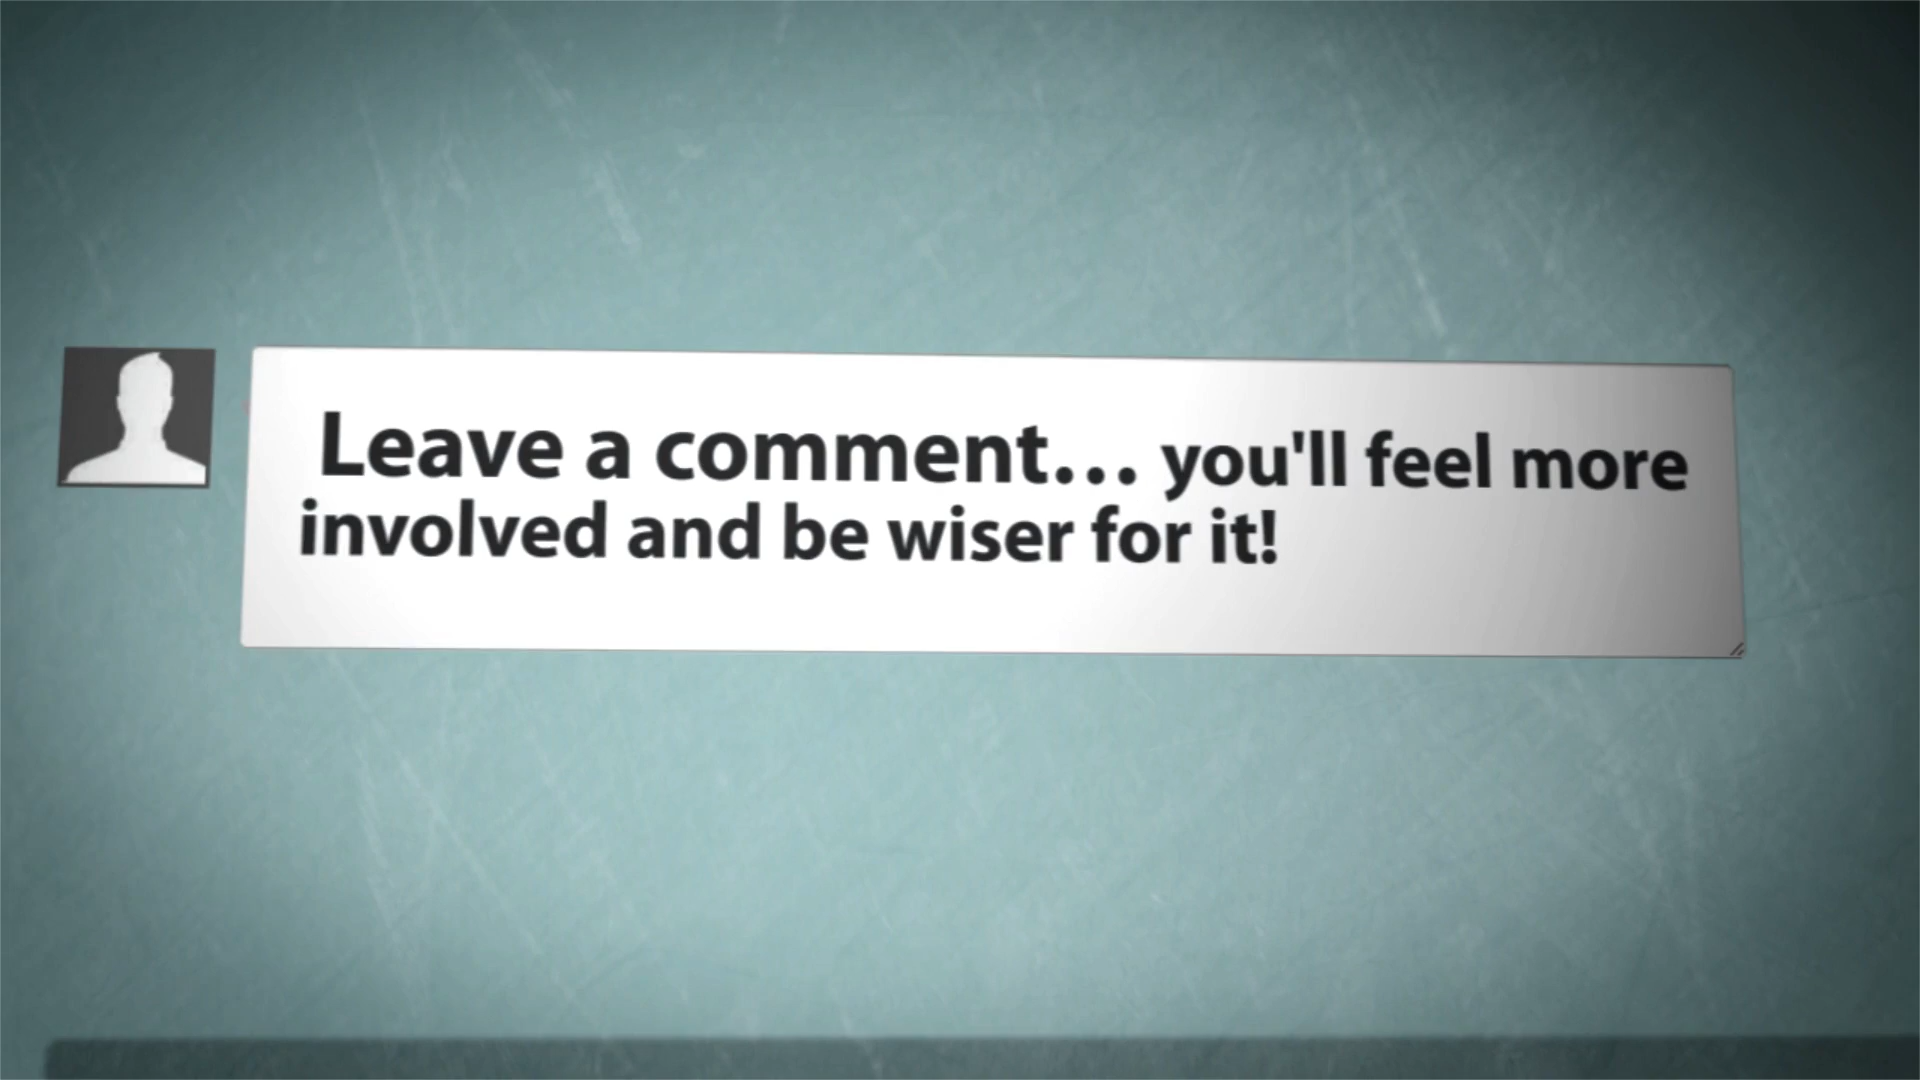 Leave a comment… you'll feel more
involved and be wiser for it!